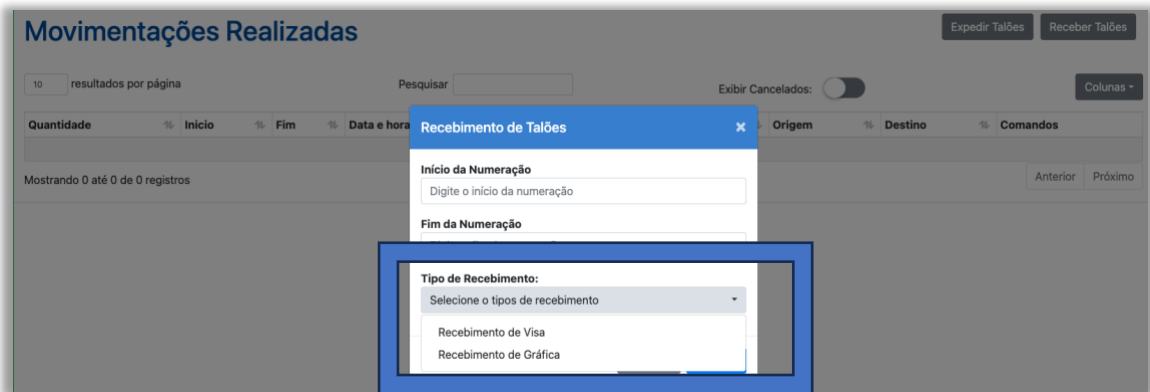 Movimentações Realizadas
Expedir Talões
Receber Talões
10 resultados por página
Pesquisar
Exibir Cancelados:
Colunas
Quantidade Inicio Fim Data e hora Origem Destino Comandos
Mostrando 0 até 0 de 0 registros
Anterior Próximo
Recebimento de Talões ×
Início da Numeração
Digite o início da numeração
Fim da Numeração
Tipo de Recebimento:
Selecione o tipos de recebimento
Recebimento de Visa
Recebimento de Gráfica